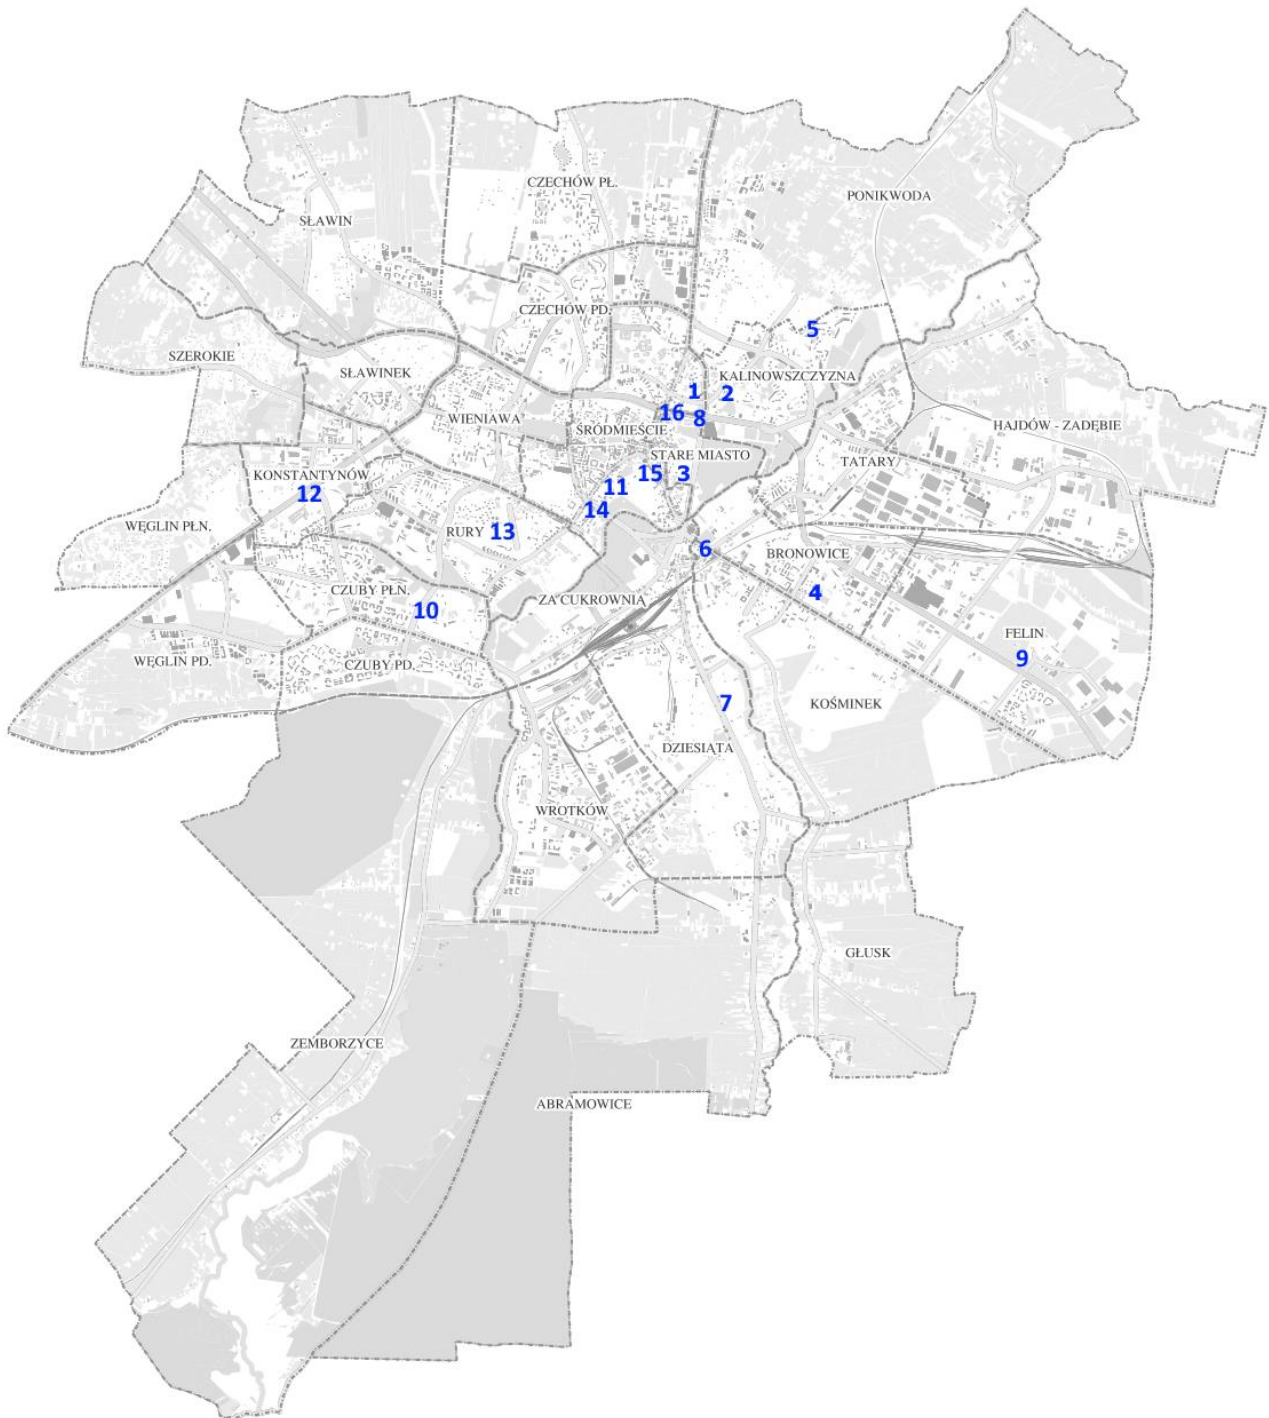 CZECHÓW PŁ.
PONIKWODA
SŁAWIN
CZECHÓW PD.
5
SZEROKIE
SŁAWINEK
KALINOWSZCZYZNA
1
2
16
8
WIENIAWA
ŚRÓDMIEŚCIE
HAJDÓW - ZADĘBIE
STARE MIASTO
TATARY
15
3
KONSTANTYNÓW
12
11
14
WĘGLIN PŁN.
RURY
13
6
BRONOWICE
4
CZUBY PŁN.
10
ZA CUKROWNIĄ
FELIN
9
WĘGLIN PD.
CZUBY PD.
7
KOŚMINEK
DZIESIĄTA
WROTKÓW
GŁUSK
ZEMBORZYCE
ABRAMOWICE